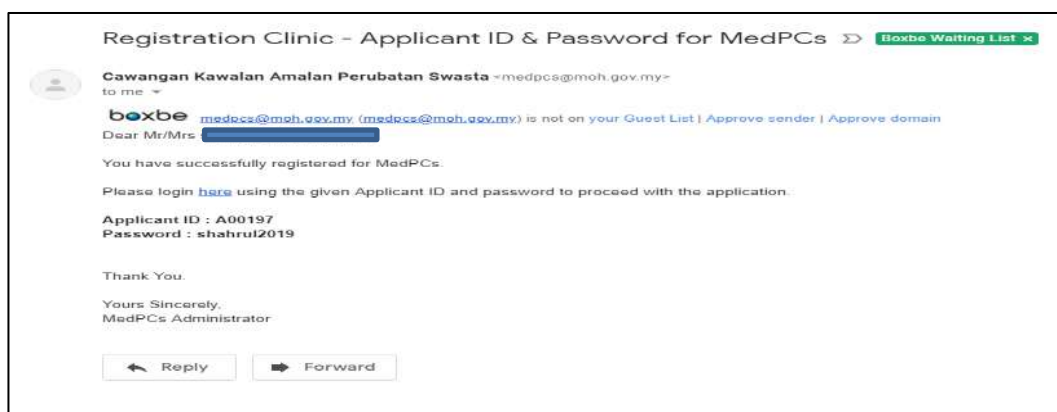 Registration Clinic - Applicant ID & Password for MedPCs Boxbe Waiting List x
Cawangan Kawalan Amalan Perubatan Swasta <medpcs@moh.gov.my>
to me
boxbe medpcs@moh.gov.my (medpcs@moh.gov.my) is not on your Guest List | Approve sender | Approve domain
Dear Mr/Mrs
You have successfully registered for MedPCs.
Please login here using the given Applicant ID and password to proceed with the application.
Applicant ID : A00197
Password : shahrul2019
Thank You.
Yours Sincerely,
MedPCs Administrator
Reply Forward